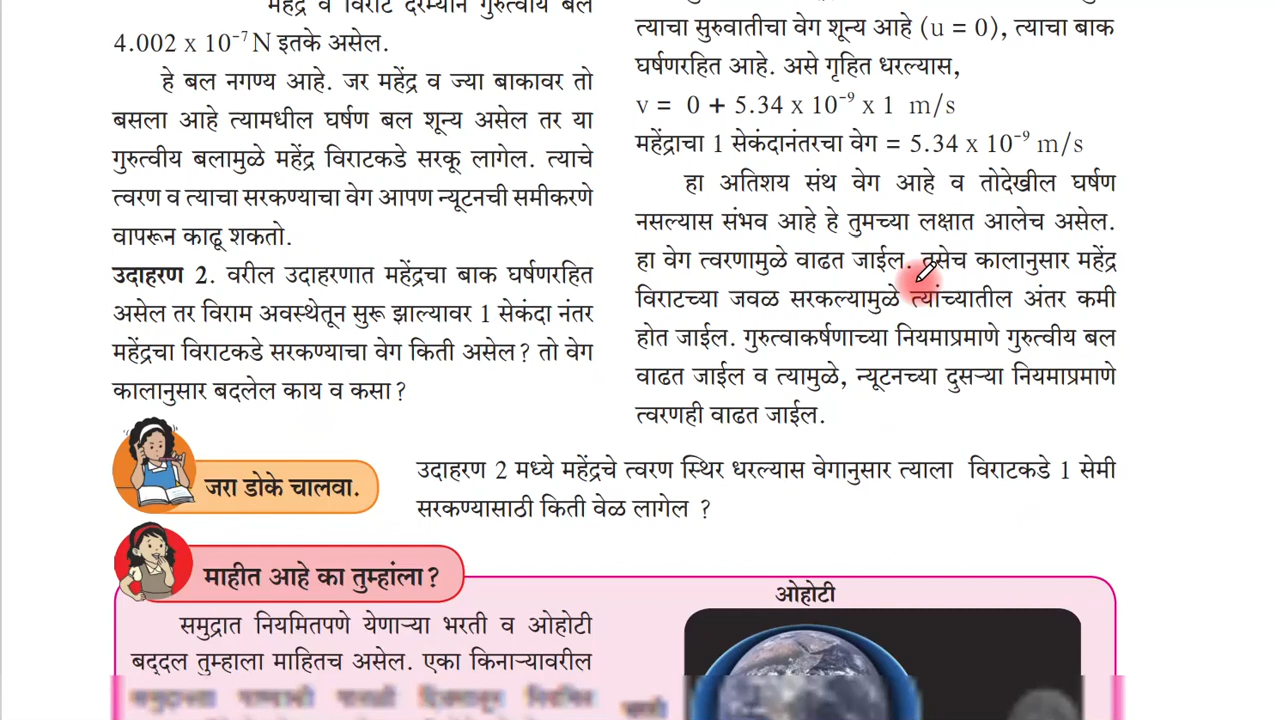 महेंद्र व विराट दरम्यान गुरुत्वीय बल
4.002 x 10⁻⁷ N इतके असेल.
हे बल नगण्य आहे. जर महेंद्र व ज्या बाकावर तो
बसला आहे त्यामधील घर्षण बल शून्य असेल तर या
गुरुत्वीय बलामुळे महेंद्र विराटकडे सरकू लागेल. त्याचे
त्वरण व त्याचा सरकण्याचा वेग आपण न्यूटनची समीकरणे
वापरून काढू शकतो.
उदाहरण 2. वरील उदाहरणात महेंद्रचा बाक घर्षणरहित
असेल तर विराम अवस्थेतून सुरू झाल्यावर 1 सेकंदा नंतर
महेंद्रचा विराटकडे सरकण्याचा वेग किती असेल? तो वेग
कालानुसार बदलेल काय व कसा?
त्याचा सुरुवातीचा वेग शून्य आहे (u = 0), त्याचा बाक
घर्षणरहित आहे. असे गृहित धरल्यास,
v = 0 + 5.34 x 10⁻⁹ x 1 m/s
महेंद्राचा 1 सेकंदानंतरचा वेग = 5.34 x 10⁻⁹ m/s
हा अतिशय संथ वेग आहे व तोदेखील घर्षण
नसल्यास संभव आहे हे तुमच्या लक्षात आलेच असेल.
हा वेग त्वरणामुळे वाढत जाईल. तसेच कालानुसार महेंद्र
विराटच्या जवळ सरकल्यामुळे त्यांच्यातील अंतर कमी
होत जाईल. गुरुत्वाकर्षणाच्या नियमाप्रमाणे गुरुत्वीय बल
वाढत जाईल व त्यामुळे, न्यूटनच्या दुसऱ्या नियमाप्रमाणे
त्वरणही वाढत जाईल.
जरा डोके चालवा.
उदाहरण 2 मध्ये महेंद्रचे त्वरण स्थिर धरल्यास वेगानुसार त्याला विराटकडे 1 सेमी
सरकण्यासाठी किती वेळ लागेल ?
माहीत आहे का तुम्हांला?
समुद्रात नियमितपणे येणाऱ्या भरती व ओहोटी
बद्दल तुम्हाला माहितच असेल. एका किनाऱ्यावरील
ओहोटी